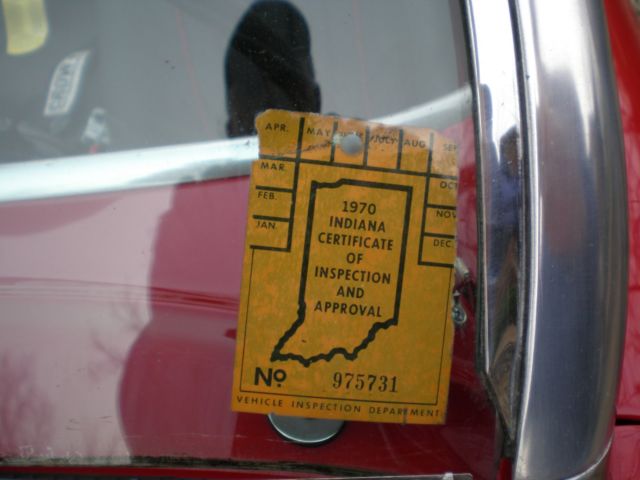 APR. MAY JULY AUG
MAR. OCT
FEB. NOV
JAN. DEC.
1970
INDIANA
CERTIFICATE
OF
INSPECTION
AND
APPROVAL
No. 975731
VEHICLE INSPECTION DEPARTMENT